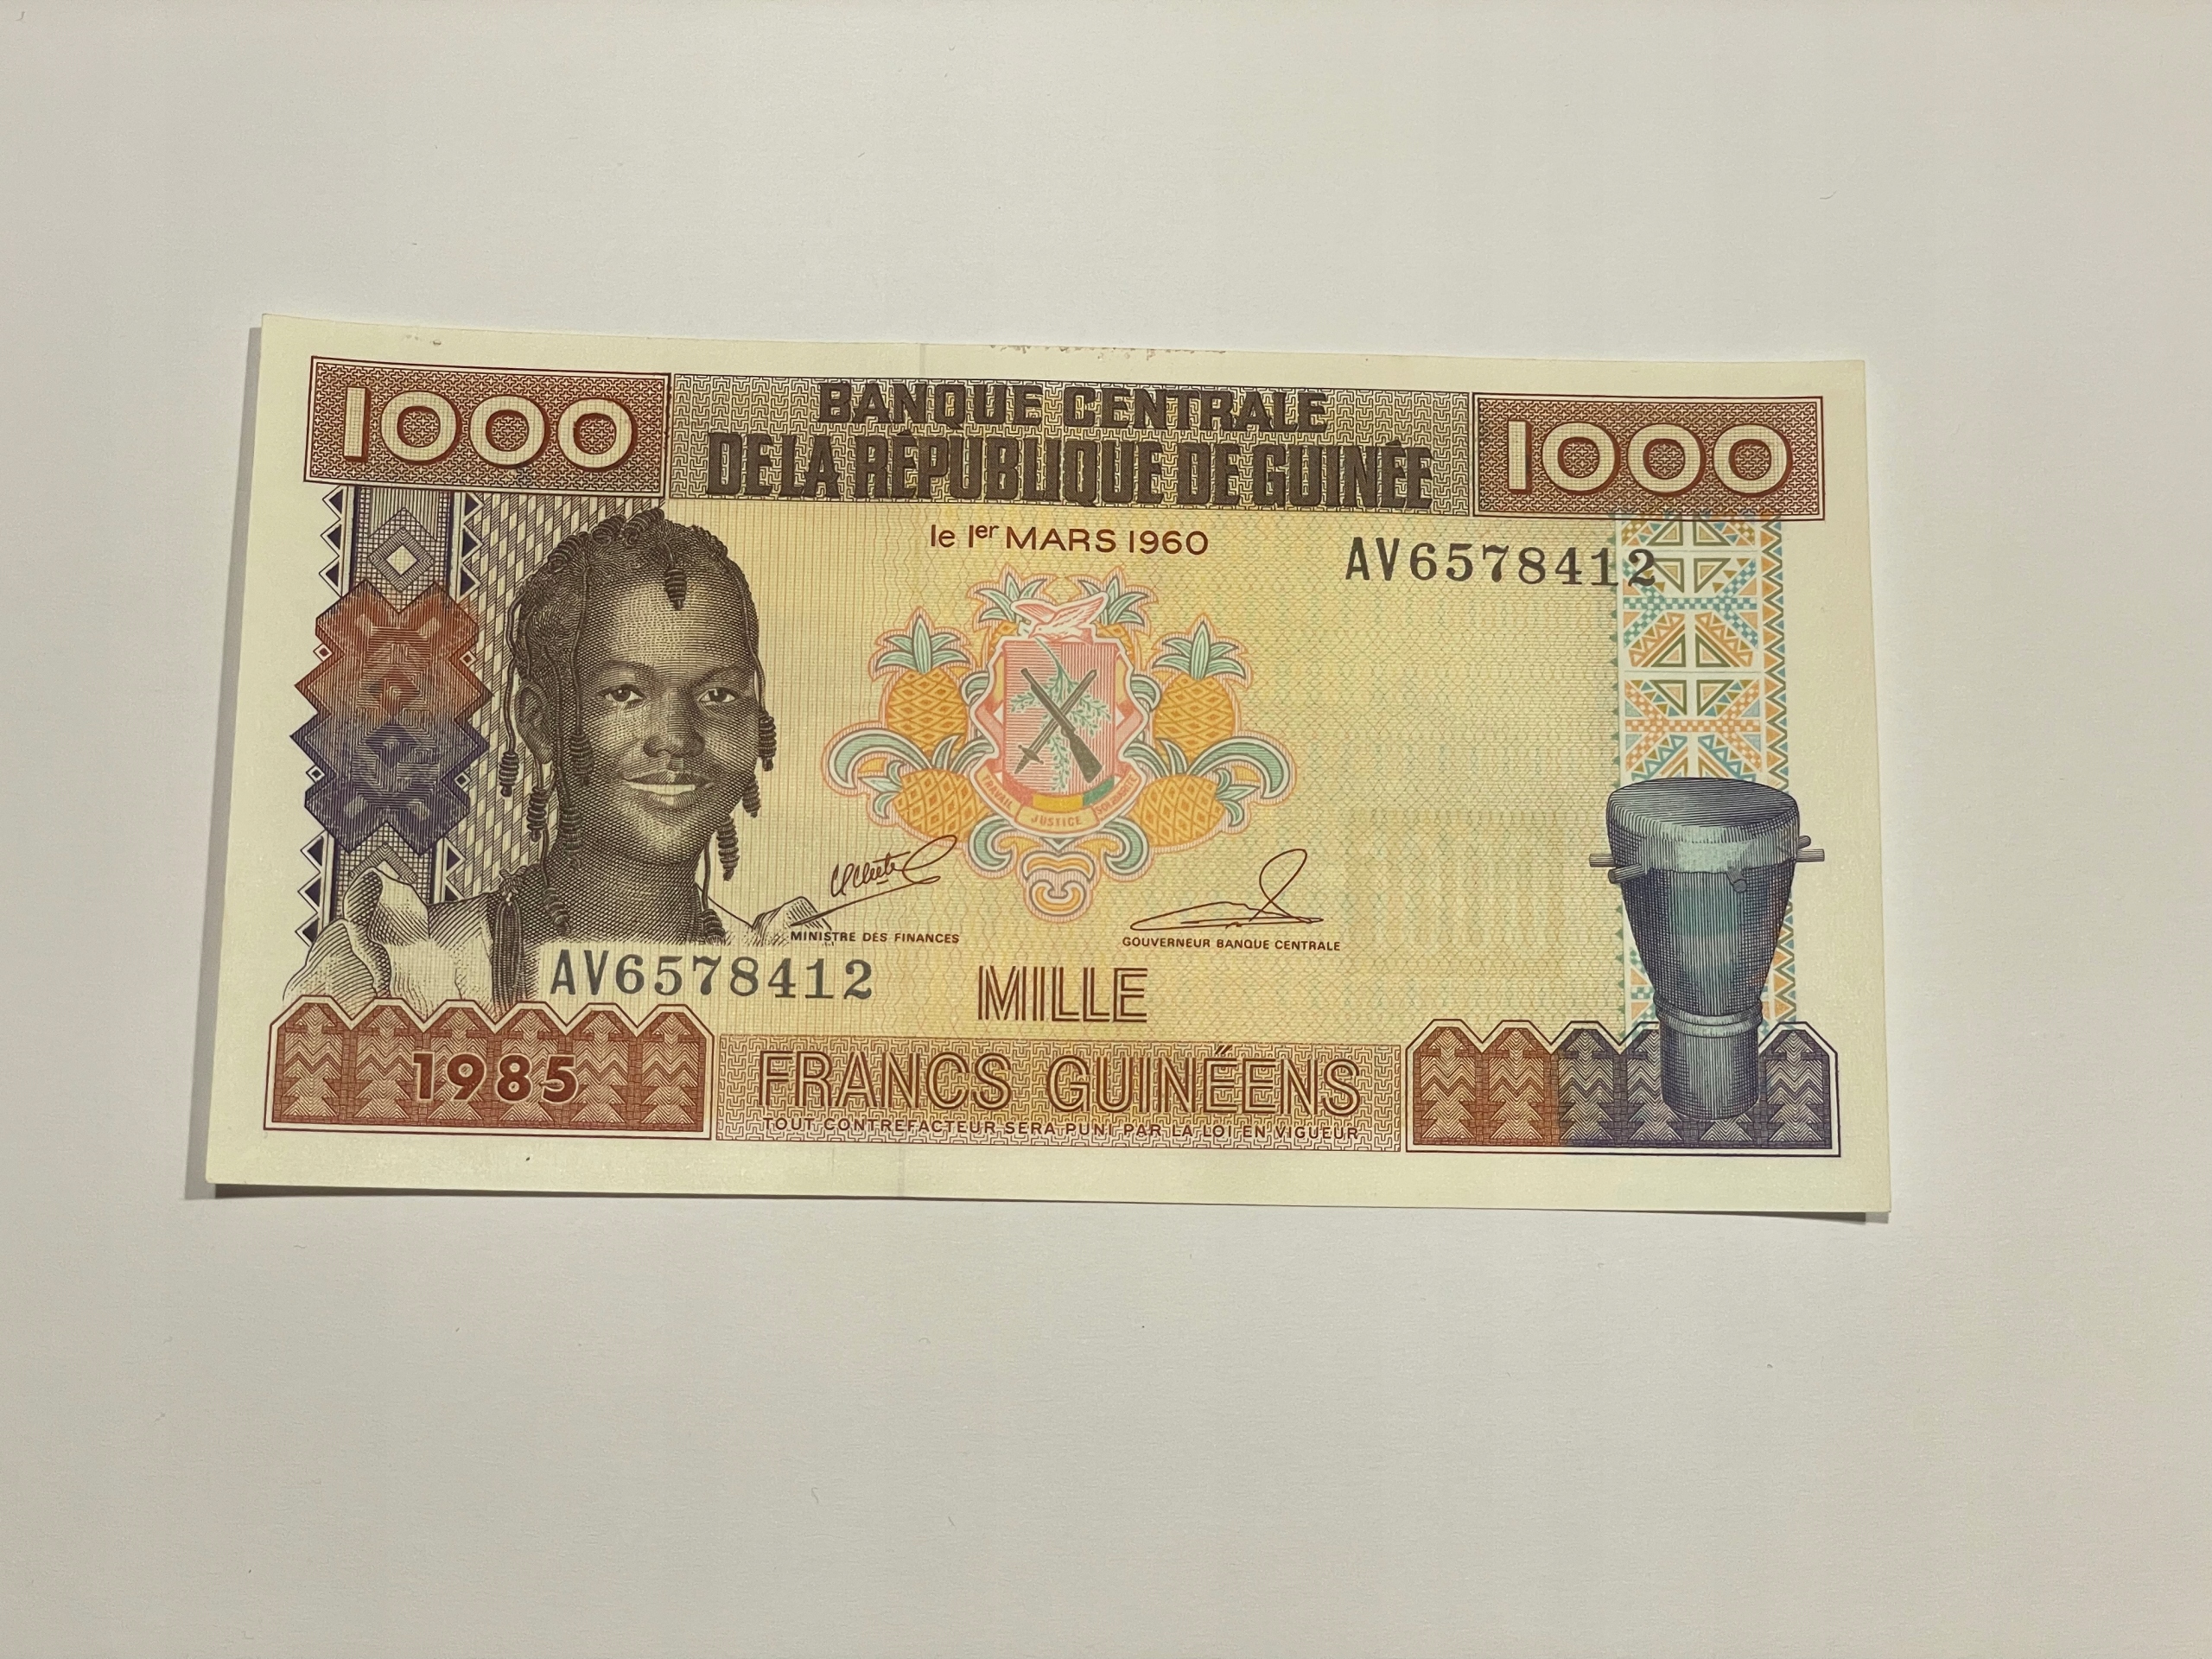 1000
BANQUE CENTRALE
DE LA RÉPUBLIQUE DE GUINÉE
1000
le 1er MARS 1960
AV6578412
TRAVAIL JUSTICE SOLIDARITÉ
MINISTRE DES FINANCES
GOUVERNEUR BANQUE CENTRALE
AV6578412
MILLE
1985
FRANCS GUINÉENS
TOUT CONTREFACTEUR SERA PUNI PAR LA LOI EN VIGUEUR